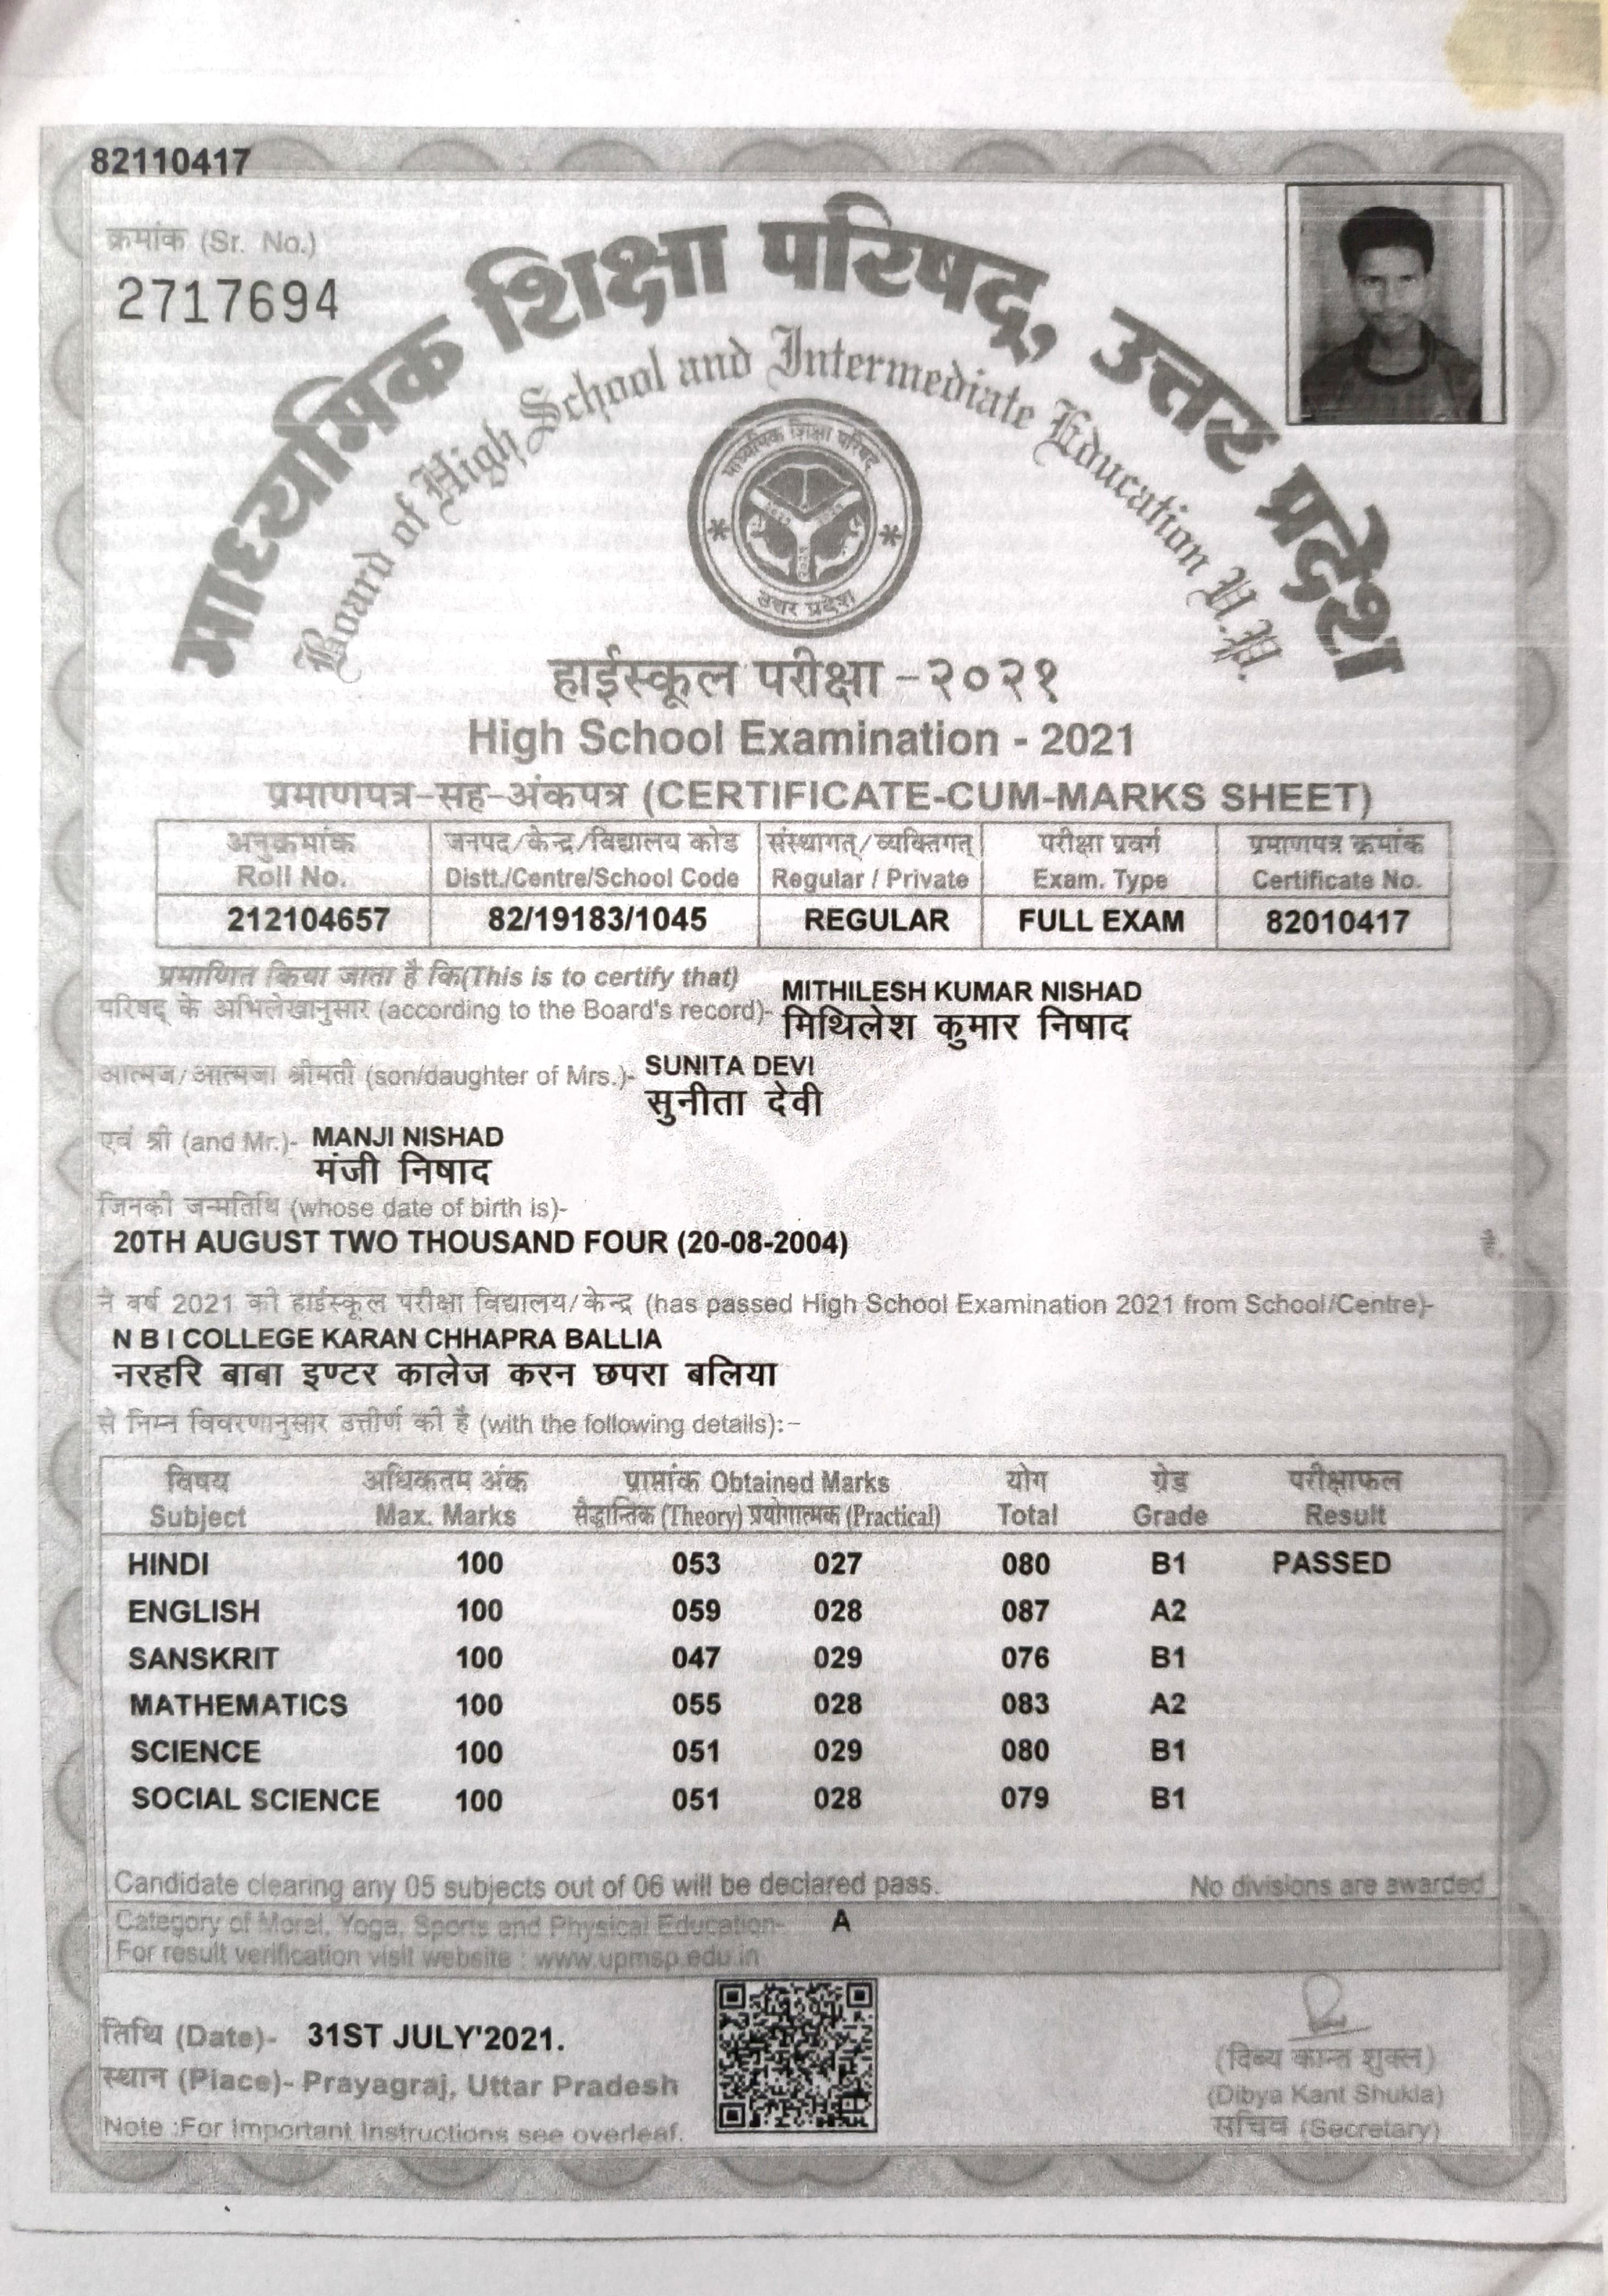 82110417
क्रमांक (Sr. No.)
2717694
माध्यमिक शिक्षा परिषद्, उत्तर प्रदेश
Board of High School and Intermediate Education U.P.
माध्यमिक शिक्षा परिषद
उत्तर प्रदेश
हाईस्कूल परीक्षा -२०२१
High School Examination - 2021
प्रमाणपत्र-सह-अंकपत्र (CERTIFICATE-CUM-MARKS SHEET)
अनुक्रमांक जनपद/केन्द्र/विद्यालय कोड संस्थागत्/व्यक्तिगत् परीक्षा प्रवर्ग प्रमाणपत्र क्रमांक
Roll No. Distt./Centre/School Code Regular / Private Exam. Type Certificate No.
212104657 82/19183/1045 REGULAR FULL EXAM 82010417
प्रमाणित किया जाता है कि(This is to certify that)
परिषद् के अभिलेखानुसार (according to the Board's record)- MITHILESH KUMAR NISHAD
मिथिलेश कुमार निषाद
आत्मज/आत्मजा श्रीमती (son/daughter of Mrs.)- SUNITA DEVI
सुनीता देवी
एवं श्री (and Mr.)- MANJI NISHAD
मंजी निषाद
जिनकी जन्मतिथि (whose date of birth is)-
20TH AUGUST TWO THOUSAND FOUR (20-08-2004) है.
ने वर्ष 2021 की हाईस्कूल परीक्षा विद्यालय/केन्द्र (has passed High School Examination 2021 from School/Centre)-
N B I COLLEGE KARAN CHHAPRA BALLIA
नरहरि बाबा इण्टर कालेज करन छपरा बलिया
से निम्न विवरणानुसार उत्तीर्ण की है (with the following details):-
विषय अधिकतम अंक प्राप्तांक Obtained Marks योग ग्रेड परीक्षाफल
Subject Max. Marks सैद्धान्तिक (Theory) प्रयोगात्मक (Practical) Total Grade Result
HINDI 100 053 027 080 B1 PASSED
ENGLISH 100 059 028 087 A2
SANSKRIT 100 047 029 076 B1
MATHEMATICS 100 055 028 083 A2
SCIENCE 100 051 029 080 B1
SOCIAL SCIENCE 100 051 028 079 B1
Candidate clearing any 05 subjects out of 06 will be declared pass. No divisions are awarded
Category of Moral, Yoga, Sports and Physical Education- A
For result verification visit website : www.upmsp.edu.in
तिथि (Date)- 31ST JULY'2021.
स्थान (Place)- Prayagraj, Uttar Pradesh
Note :For Important Instructions see overleaf.
(दिब्य कान्त शुक्ल)
(Dibya Kant Shukla)
सचिव (Secretary)